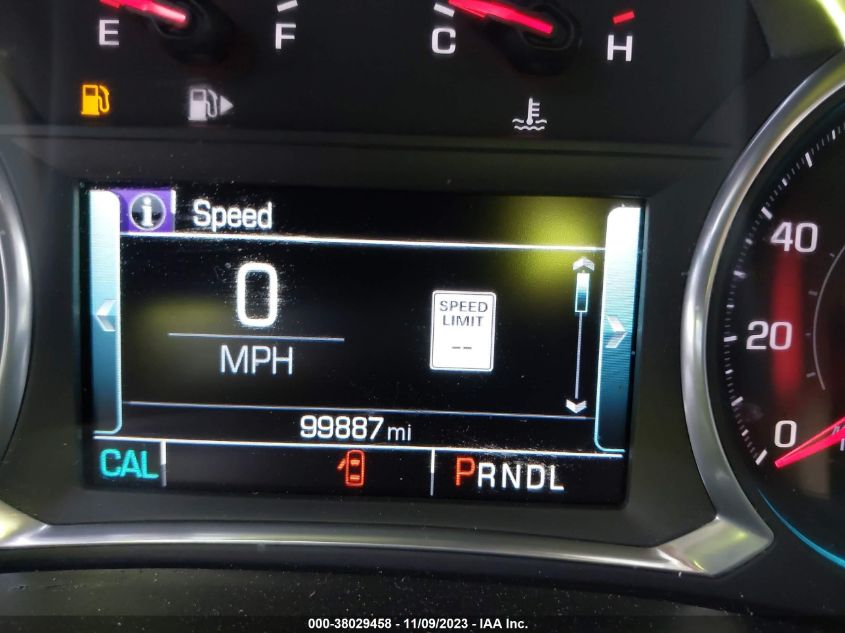 E F C H
Speed
0
MPH
SPEED
LIMIT
--
99887 mi
CAL
PRNDL
40
20
0
000-38029458 - 11/09/2023 - IAA Inc.